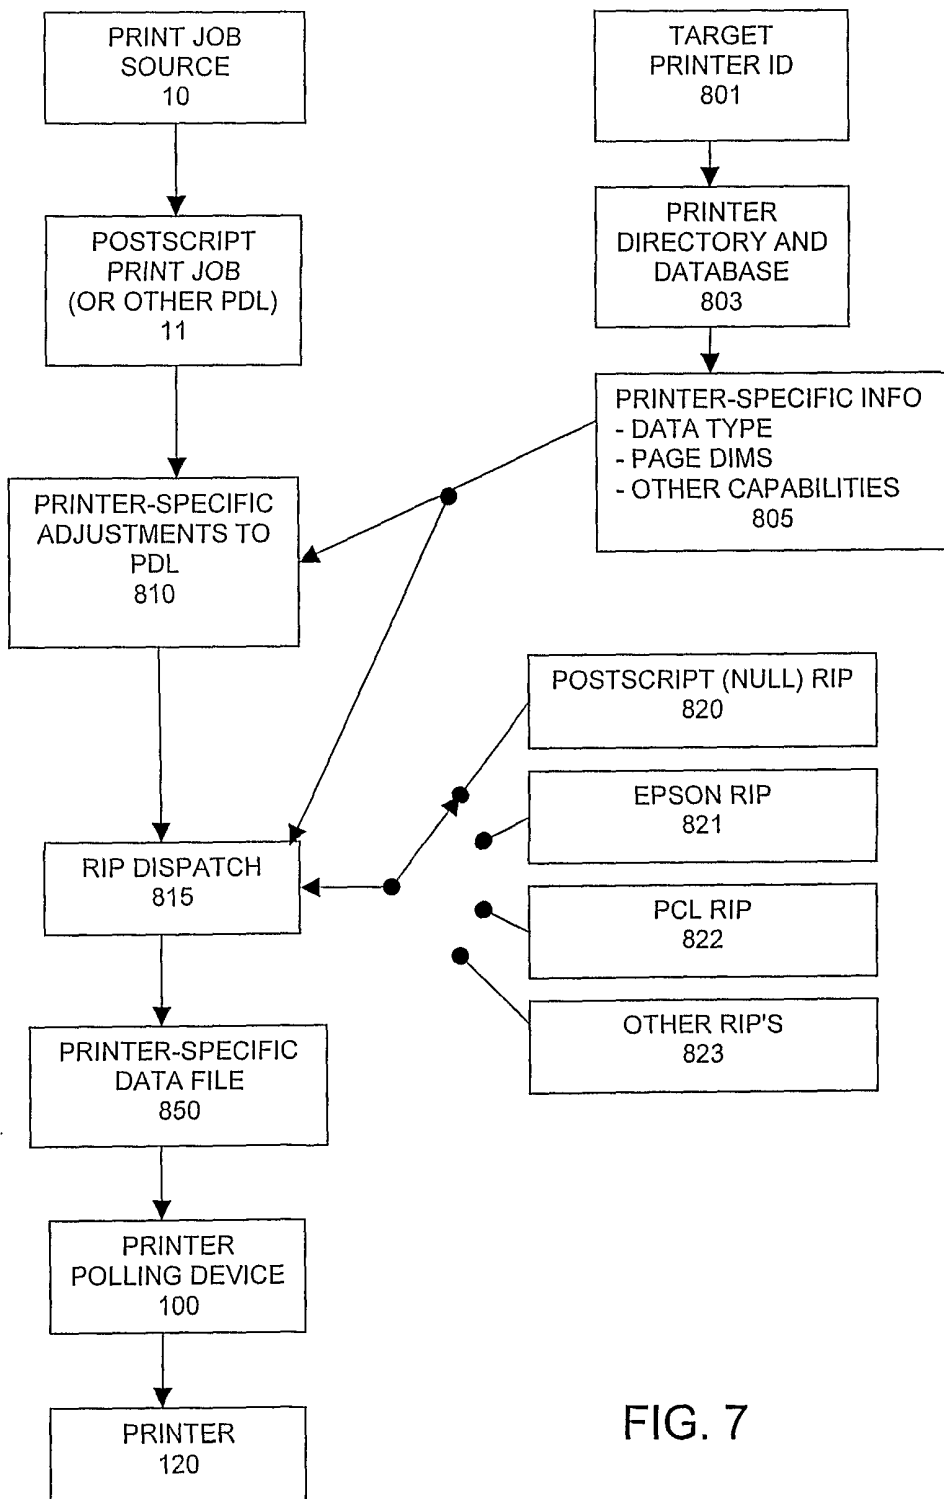 PRINT JOB
SOURCE
10
TARGET
PRINTER ID
801
POSTSCRIPT
PRINT JOB
(OR OTHER PDL)
11
PRINTER
DIRECTORY AND
DATABASE
803
PRINTER-SPECIFIC INFO
- DATA TYPE
- PAGE DIMS
- OTHER CAPABILITIES
805
PRINTER-SPECIFIC
ADJUSTMENTS TO
PDL
810
POSTSCRIPT (NULL) RIP
820
EPSON RIP
821
RIP DISPATCH
815
PCL RIP
822
OTHER RIP'S
823
PRINTER-SPECIFIC
DATA FILE
850
PRINTER
POLLING DEVICE
100
PRINTER
120
FIG. 7